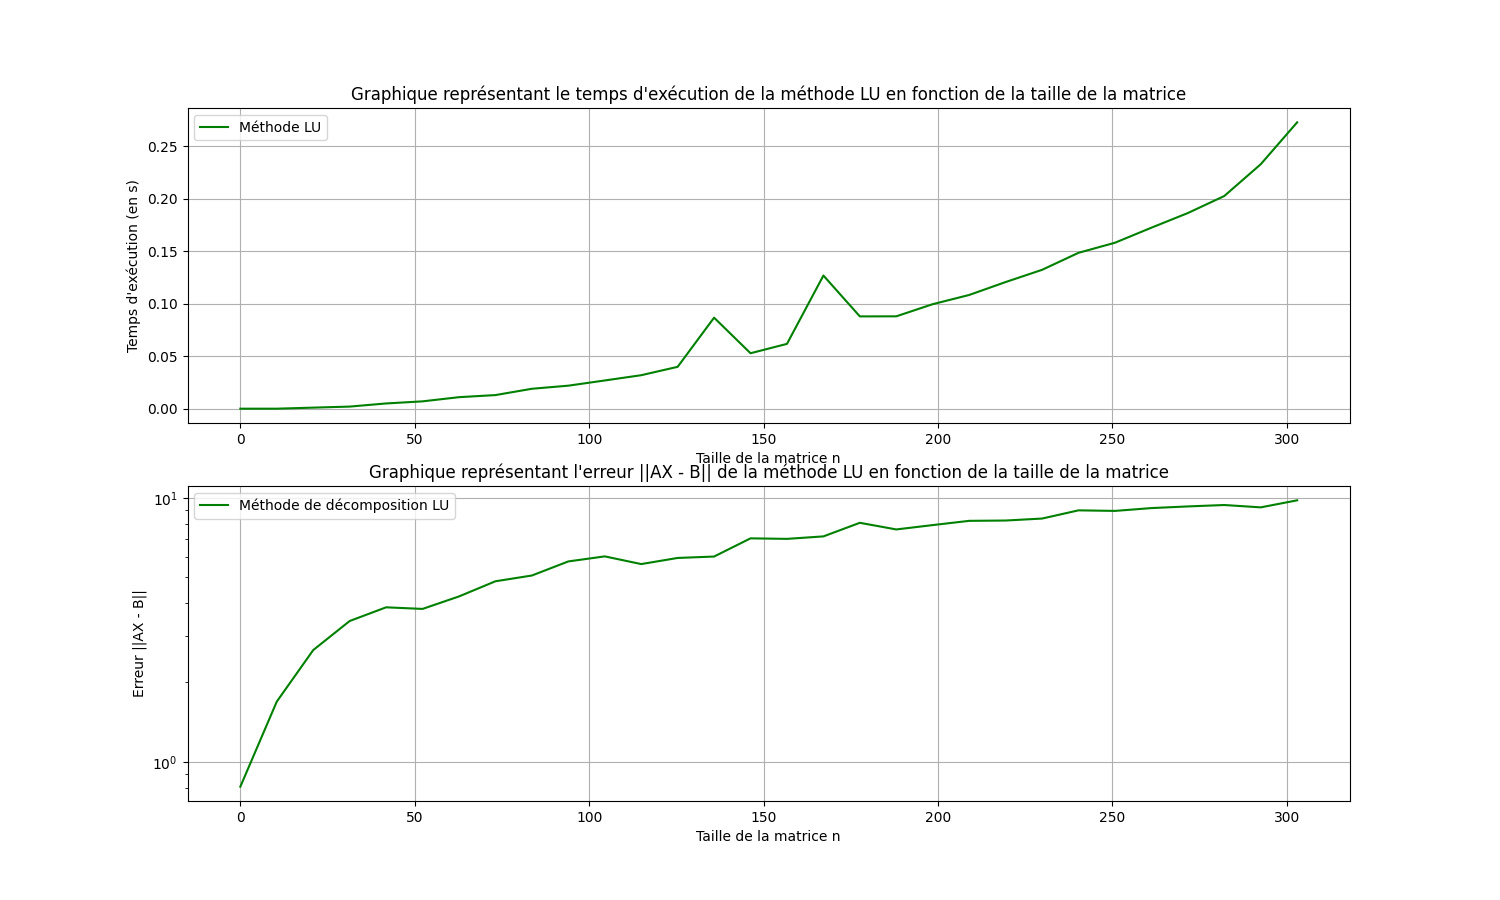 Graphique représentant le temps d'exécution de la méthode LU en fonction de la taille de la matrice
Méthode LU
Temps d'exécution (en s)
0.25
0.20
0.15
0.10
0.05
0.00
0 50 100 150 200 250 300
Taille de la matrice n
Graphique représentant l'erreur ||AX - B|| de la méthode LU en fonction de la taille de la matrice
Méthode de décomposition LU
Erreur ||AX - B||
10¹
10⁰
0 50 100 150 200 250 300
Taille de la matrice n